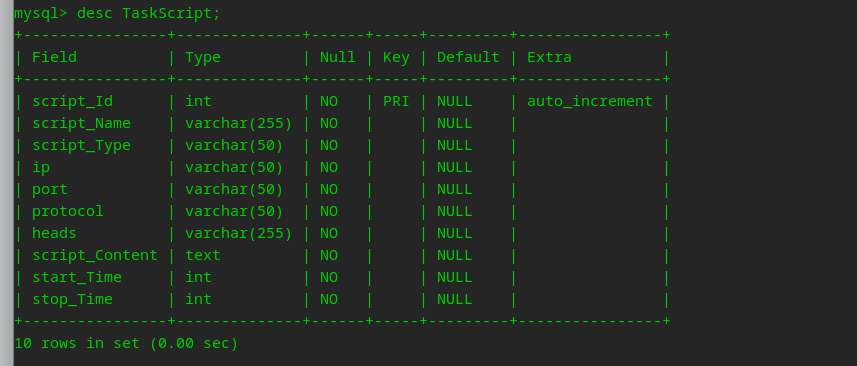 mysql> desc TaskScript;
+----------------+--------------+------+-----+---------+----------------+
| Field          | Type         | Null | Key | Default | Extra          |
+----------------+--------------+------+-----+---------+----------------+
| script_Id      | int          | NO   | PRI | NULL    | auto_increment |
| script_Name    | varchar(255) | NO   |     | NULL    |                |
| script_Type    | varchar(50)  | NO   |     | NULL    |                |
| ip             | varchar(50)  | NO   |     | NULL    |                |
| port           | varchar(50)  | NO   |     | NULL    |                |
| protocol       | varchar(50)  | NO   |     | NULL    |                |
| heads          | varchar(255) | NO   |     | NULL    |                |
| script_Content | text         | NO   |     | NULL    |                |
| start_Time     | int          | NO   |     | NULL    |                |
| stop_Time      | int          | NO   |     | NULL    |                |
+----------------+--------------+------+-----+---------+----------------+
10 rows in set (0.00 sec)